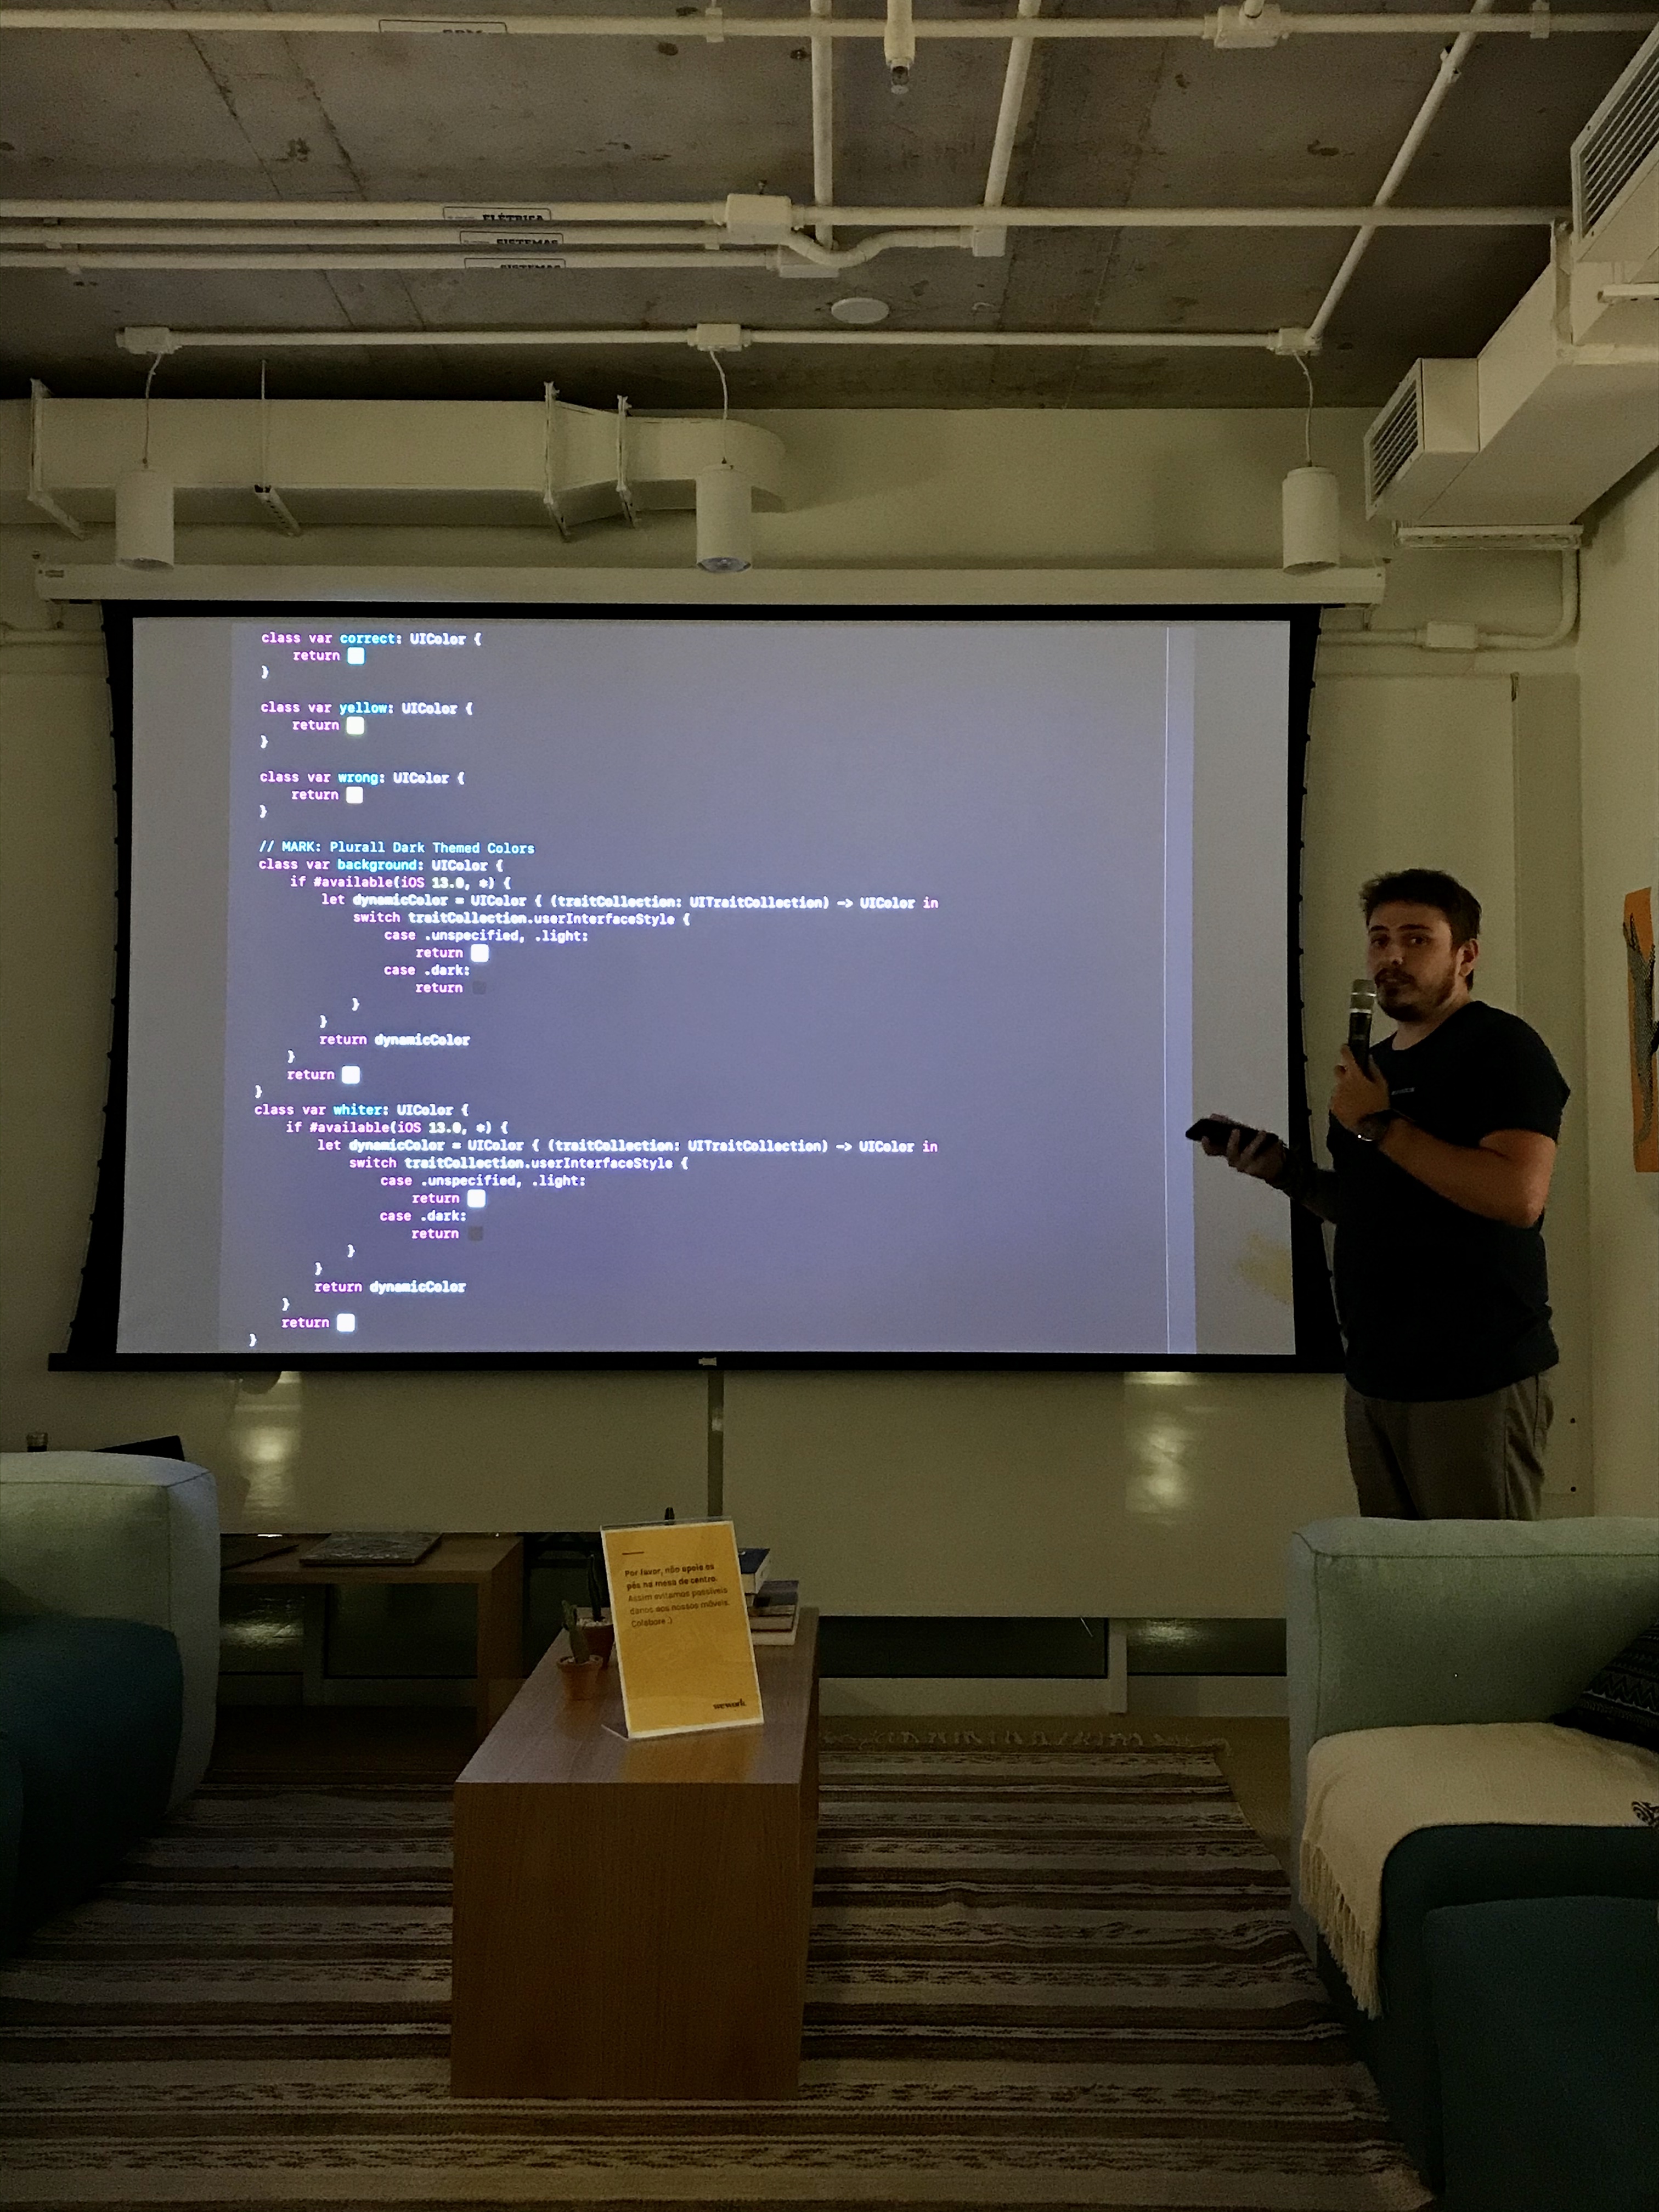 ELÉTRICA
SISTEMAS
SISTEMAS
class var correct: UIColor {
return
}
class var yellow: UIColor {
return
}
class var wrong: UIColor {
return
}
// MARK: Plurall Dark Themed Colors
class var background: UIColor {
if #available(iOS 13.0, *) {
let dynamicColor = UIColor { (traitCollection: UITraitCollection) -> UIColor in
switch traitCollection.userInterfaceStyle {
case .unspecified, .light:
return
case .dark:
return
}
}
return dynamicColor
}
return
}
class var whiter: UIColor {
if #available(iOS 13.0, *) {
let dynamicColor = UIColor { (traitCollection: UITraitCollection) -> UIColor in
switch traitCollection.userInterfaceStyle {
case .unspecified, .light:
return
case .dark:
return
}
}
return dynamicColor
}
return
}
Por favor, não apoie os
pés na mesa de centro.
Assim evitamos possíveis
danos aos nossos móveis.
Colabore :)
wework